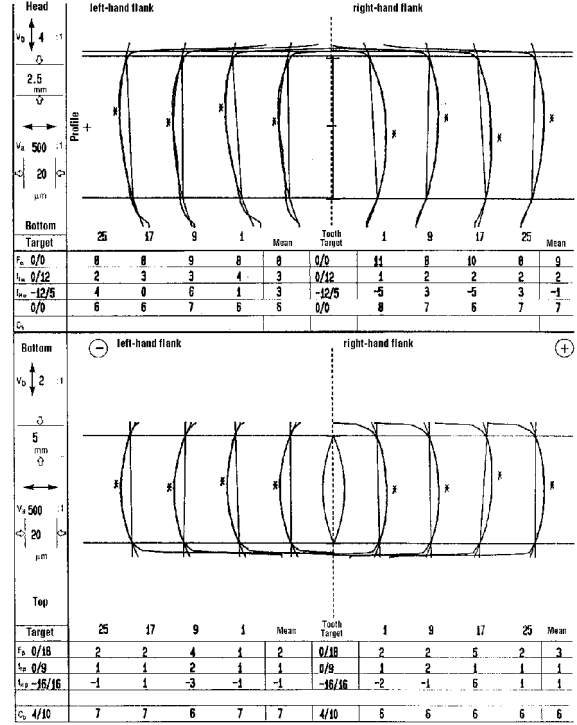 Head left-hand flank right-hand flank
4 :1
2.5
mm
Profile
500 :1
20
µm
Bottom
Target 25 17 9 1 Mean Tooth Target 1 9 17 25 Mean
0/0 8 8 9 8 8 0/0 11 8 10 8 9
0/12 2 3 3 4 3 0/12 1 2 2 2 2
-12/5 4 0 6 1 3 -12/5 -5 3 -5 3 -1
0/0 6 6 7 6 6 0/0 8 7 6 7 7
Bottom − left-hand flank right-hand flank +
2 :1
5
mm
500 :1
20
µm
Top
Target 25 17 9 1 Mean Tooth Target 1 9 17 25 Mean
0/18 2 2 4 1 2 0/18 2 2 5 2 3
0/9 1 1 2 1 1 0/9 1 2 1 1 1
-16/16 -1 1 -3 -1 -1 -16/16 -2 -1 6 1 1
4/10 7 7 6 7 7 4/10 6 6 6 6 6